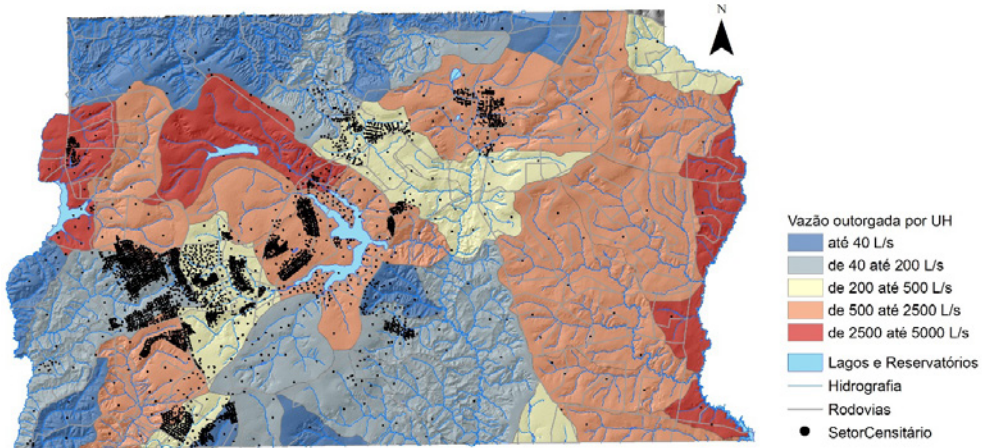 N
Vazão outorgada por UH
até 40 L/s
de 40 até 200 L/s
de 200 até 500 L/s
de 500 até 2500 L/s
de 2500 até 5000 L/s
Lagos e Reservatórios
Hidrografia
Rodovias
SetorCensitário